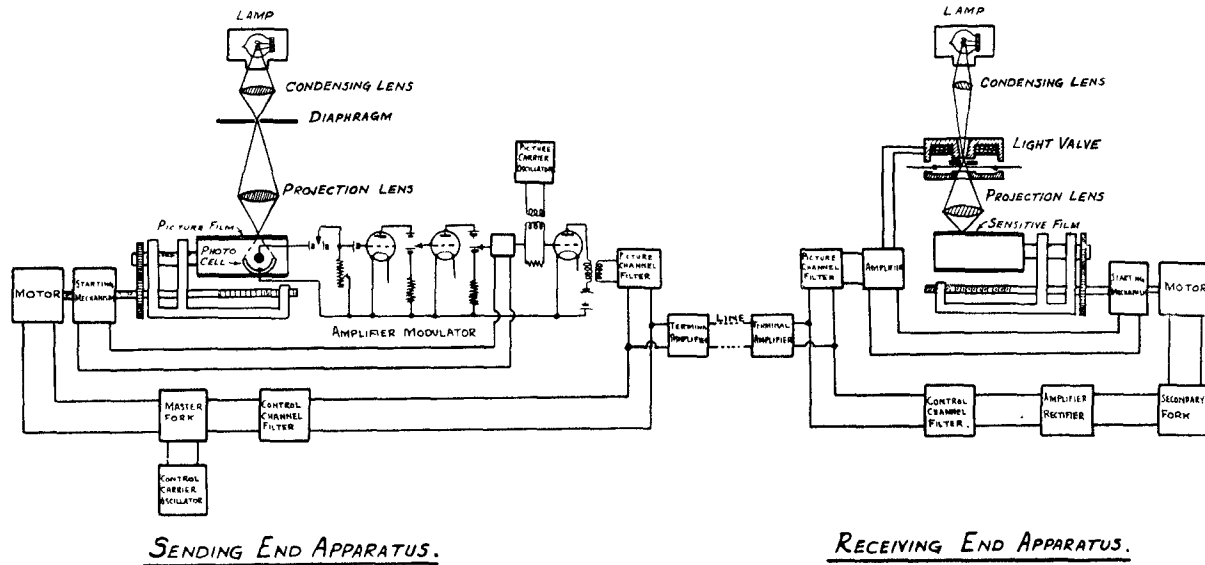 LAMP
CONDENSING LENS
DIAPHRAGM
PROJECTION LENS
PICTURE FILM
PHOTO
CELL
MOTOR
STARTING
MECHANISM
AMPLIFIER MODULATOR
PICTURE
CARRIER
OSCILLATOR
PICTURE
CHANNEL
FILTER
MASTER
FORK
CONTROL
CHANNEL
FILTER
CONTROL
CARRIER
OSCILLATOR
TERMINAL
AMPLIFIER
LINE
TERMINAL
AMPLIFIER
SENDING END APPARATUS.
LAMP
CONDENSING LENS
LIGHT VALVE
PROJECTION LENS
SENSITIVE FILM
PICTURE
CHANNEL
FILTER
AMPLIFIER
STARTING
MECHANISM
MOTOR
CONTROL
CHANNEL
FILTER.
AMPLIFIER
RECTIFIER
SECONDARY
FORK
RECEIVING END APPARATUS.